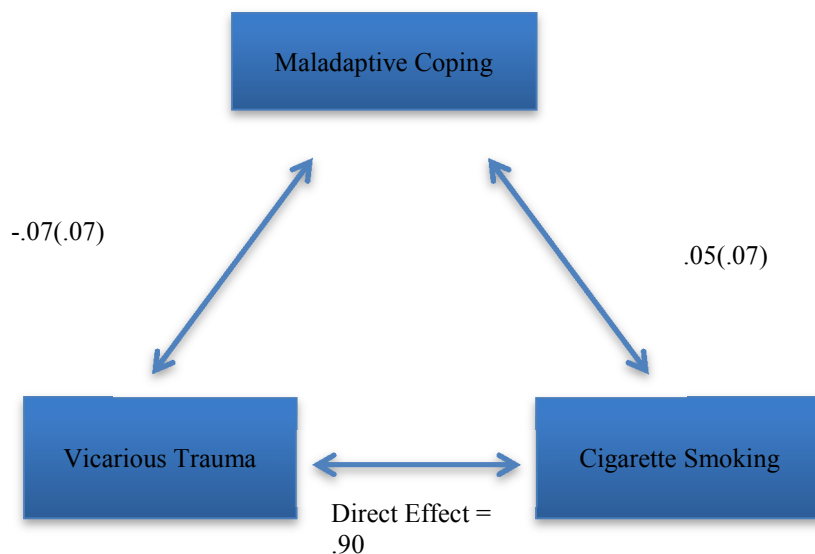 Maladaptive Coping
-.07(.07)
.05(.07)
Vicarious Trauma
Cigarette Smoking
Direct Effect =
.90